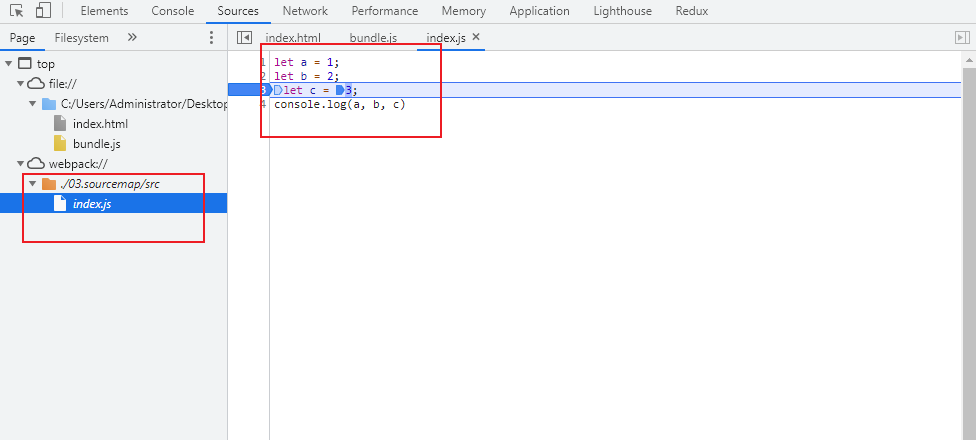 Elements Console Sources Network Performance Memory Application Lighthouse Redux
Page Filesystem » index.html bundle.js index.js ×
top
file://
C:/Users/Administrator/Desktop
index.html
bundle.js
webpack://
./03.sourcemap/src
index.js
1 let a = 1;
2 let b = 2;
3 let c = 3;
4 console.log(a, b, c)